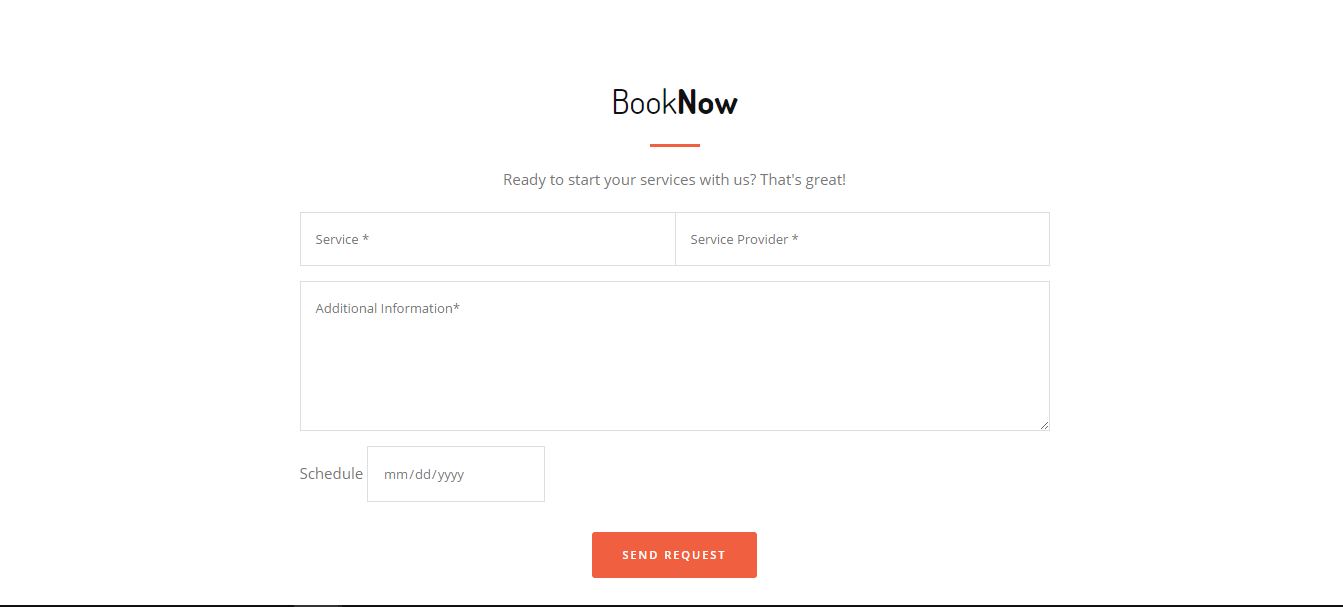 BookNow
Ready to start your services with us? That's great!
Service *
Service Provider *
Additional Information*
Schedule mm/dd/yyyy
SEND REQUEST